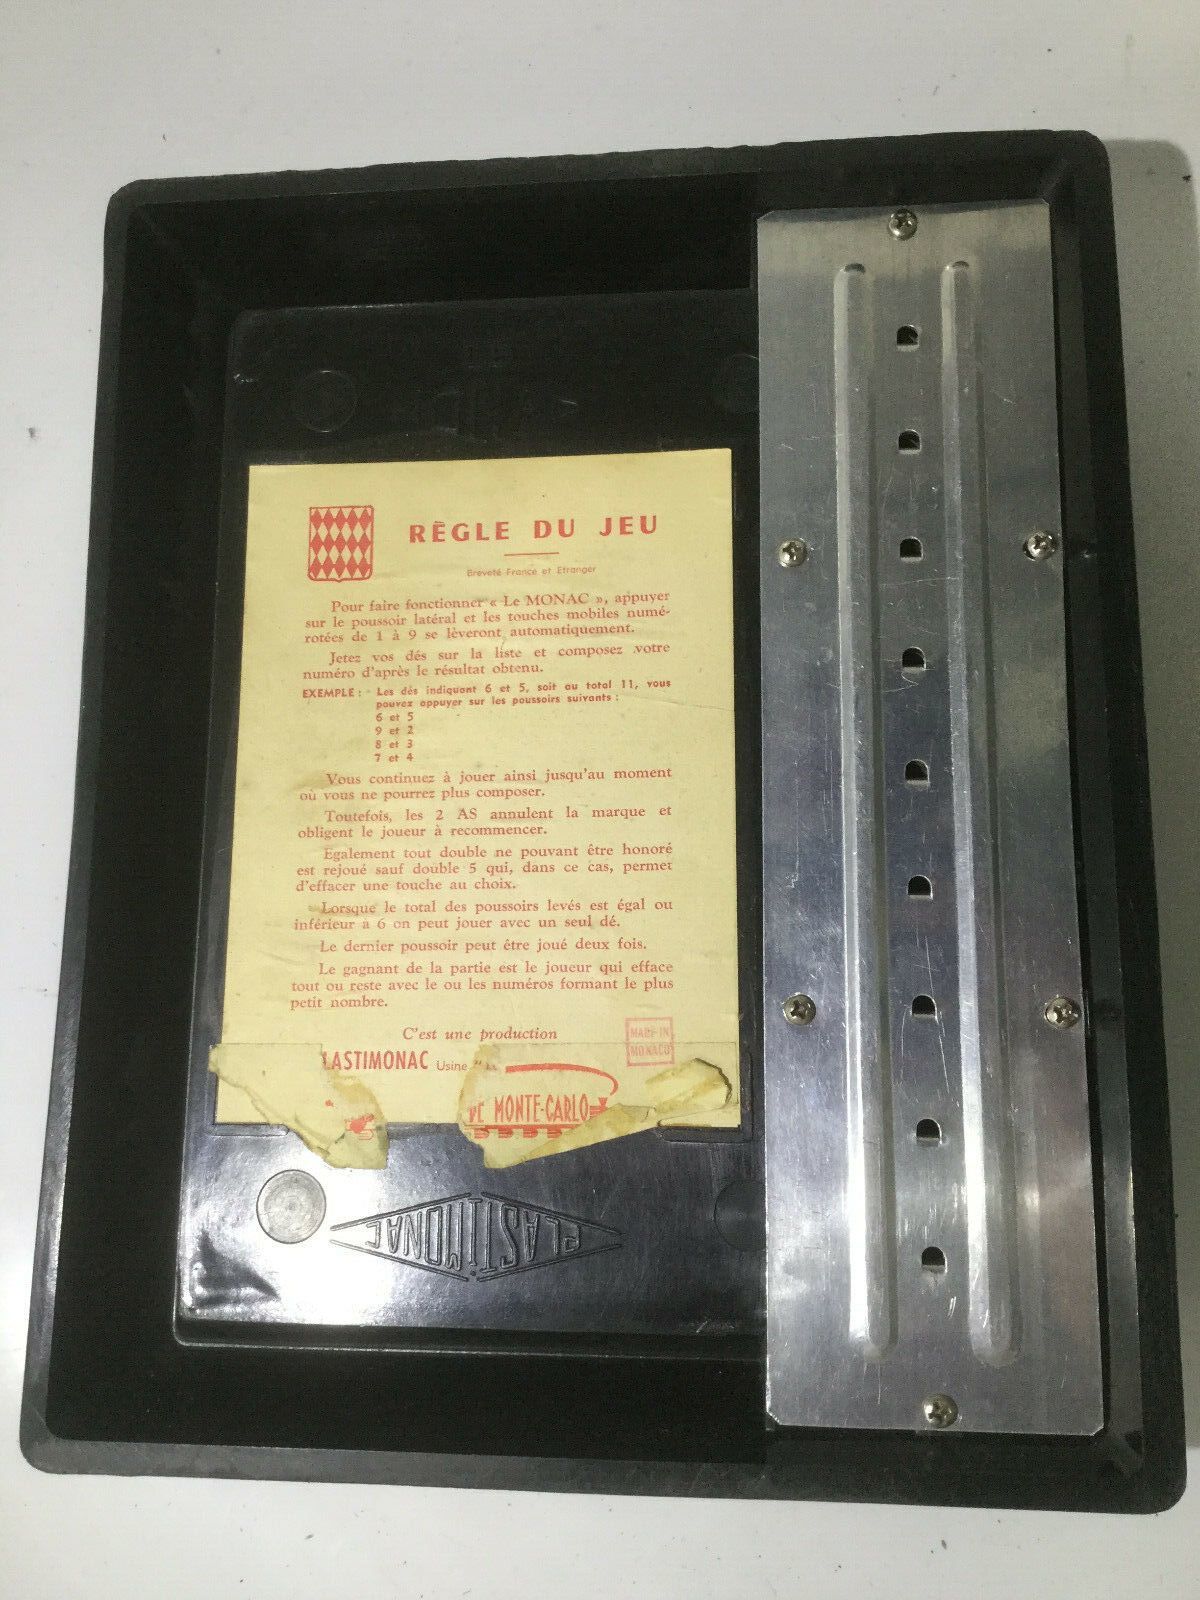 RÈGLE DU JEU
Breveté France et Etranger
Pour faire fonctionner « Le MONAC », appuyer
sur le poussoir latéral et les touches mobiles numé-
rotées de 1 à 9 se lèveront automatiquement.
Jetez vos dés sur la liste et composez votre
numéro d'après le résultat obtenu.
EXEMPLE : - Les dés indiquant 6 et 5, soit au total 11, vous
pouvez appuyer sur les poussoirs suivants :
6 et 5
9 et 2
8 et 3
7 et 4
Vous continuez à jouer ainsi jusqu'au moment
où vous ne pourrez plus composer.
Toutefois, les 2 AS annulent la marque et
obligent le joueur à recommencer.
Egalement tout double ne pouvant être honoré
est rejoué sauf double 5 qui, dans ce cas, permet
d'effacer une touche au choix.
Lorsque le total des poussoirs levés est égal ou
inférieur à 6 on peut jouer avec un seul dé.
Le dernier poussoir peut être joué deux fois.
Le gagnant de la partie est le joueur qui efface
tout ou reste avec le ou les numéros formant le plus
petit nombre.
C'est une production
MADE IN
MONACO
LASTIMONAC Usine
DE MONTE-CARLO
PLASTIMONAC